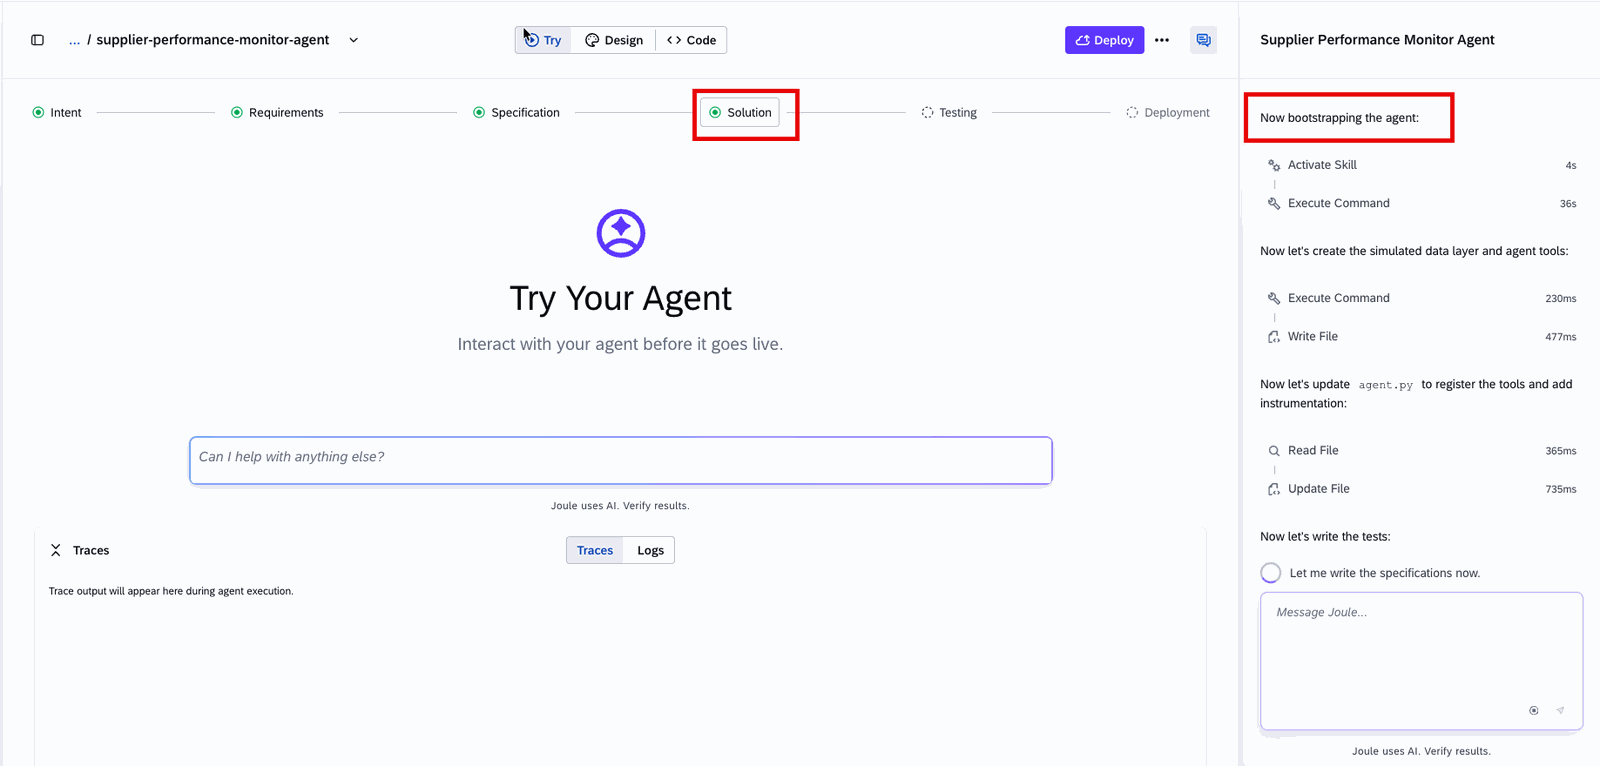 ... / supplier-performance-monitor-agent
Try
Design
Code
Deploy
Supplier Performance Monitor Agent
Intent
Requirements
Specification
Solution
Testing
Deployment
Try Your Agent
Interact with your agent before it goes live.
Can I help with anything else?
Joule uses AI. Verify results.
Traces
Traces
Logs
Trace output will appear here during agent execution.
Now bootstrapping the agent:
Activate Skill 4s
Execute Command 36s
Now let's create the simulated data layer and agent tools:
Execute Command 230ms
Write File 477ms
Now let's update agent.py to register the tools and add
instrumentation:
Read File 365ms
Update File 735ms
Now let's write the tests:
Let me write the specifications now.
Message Joule...
Joule uses AI. Verify results.